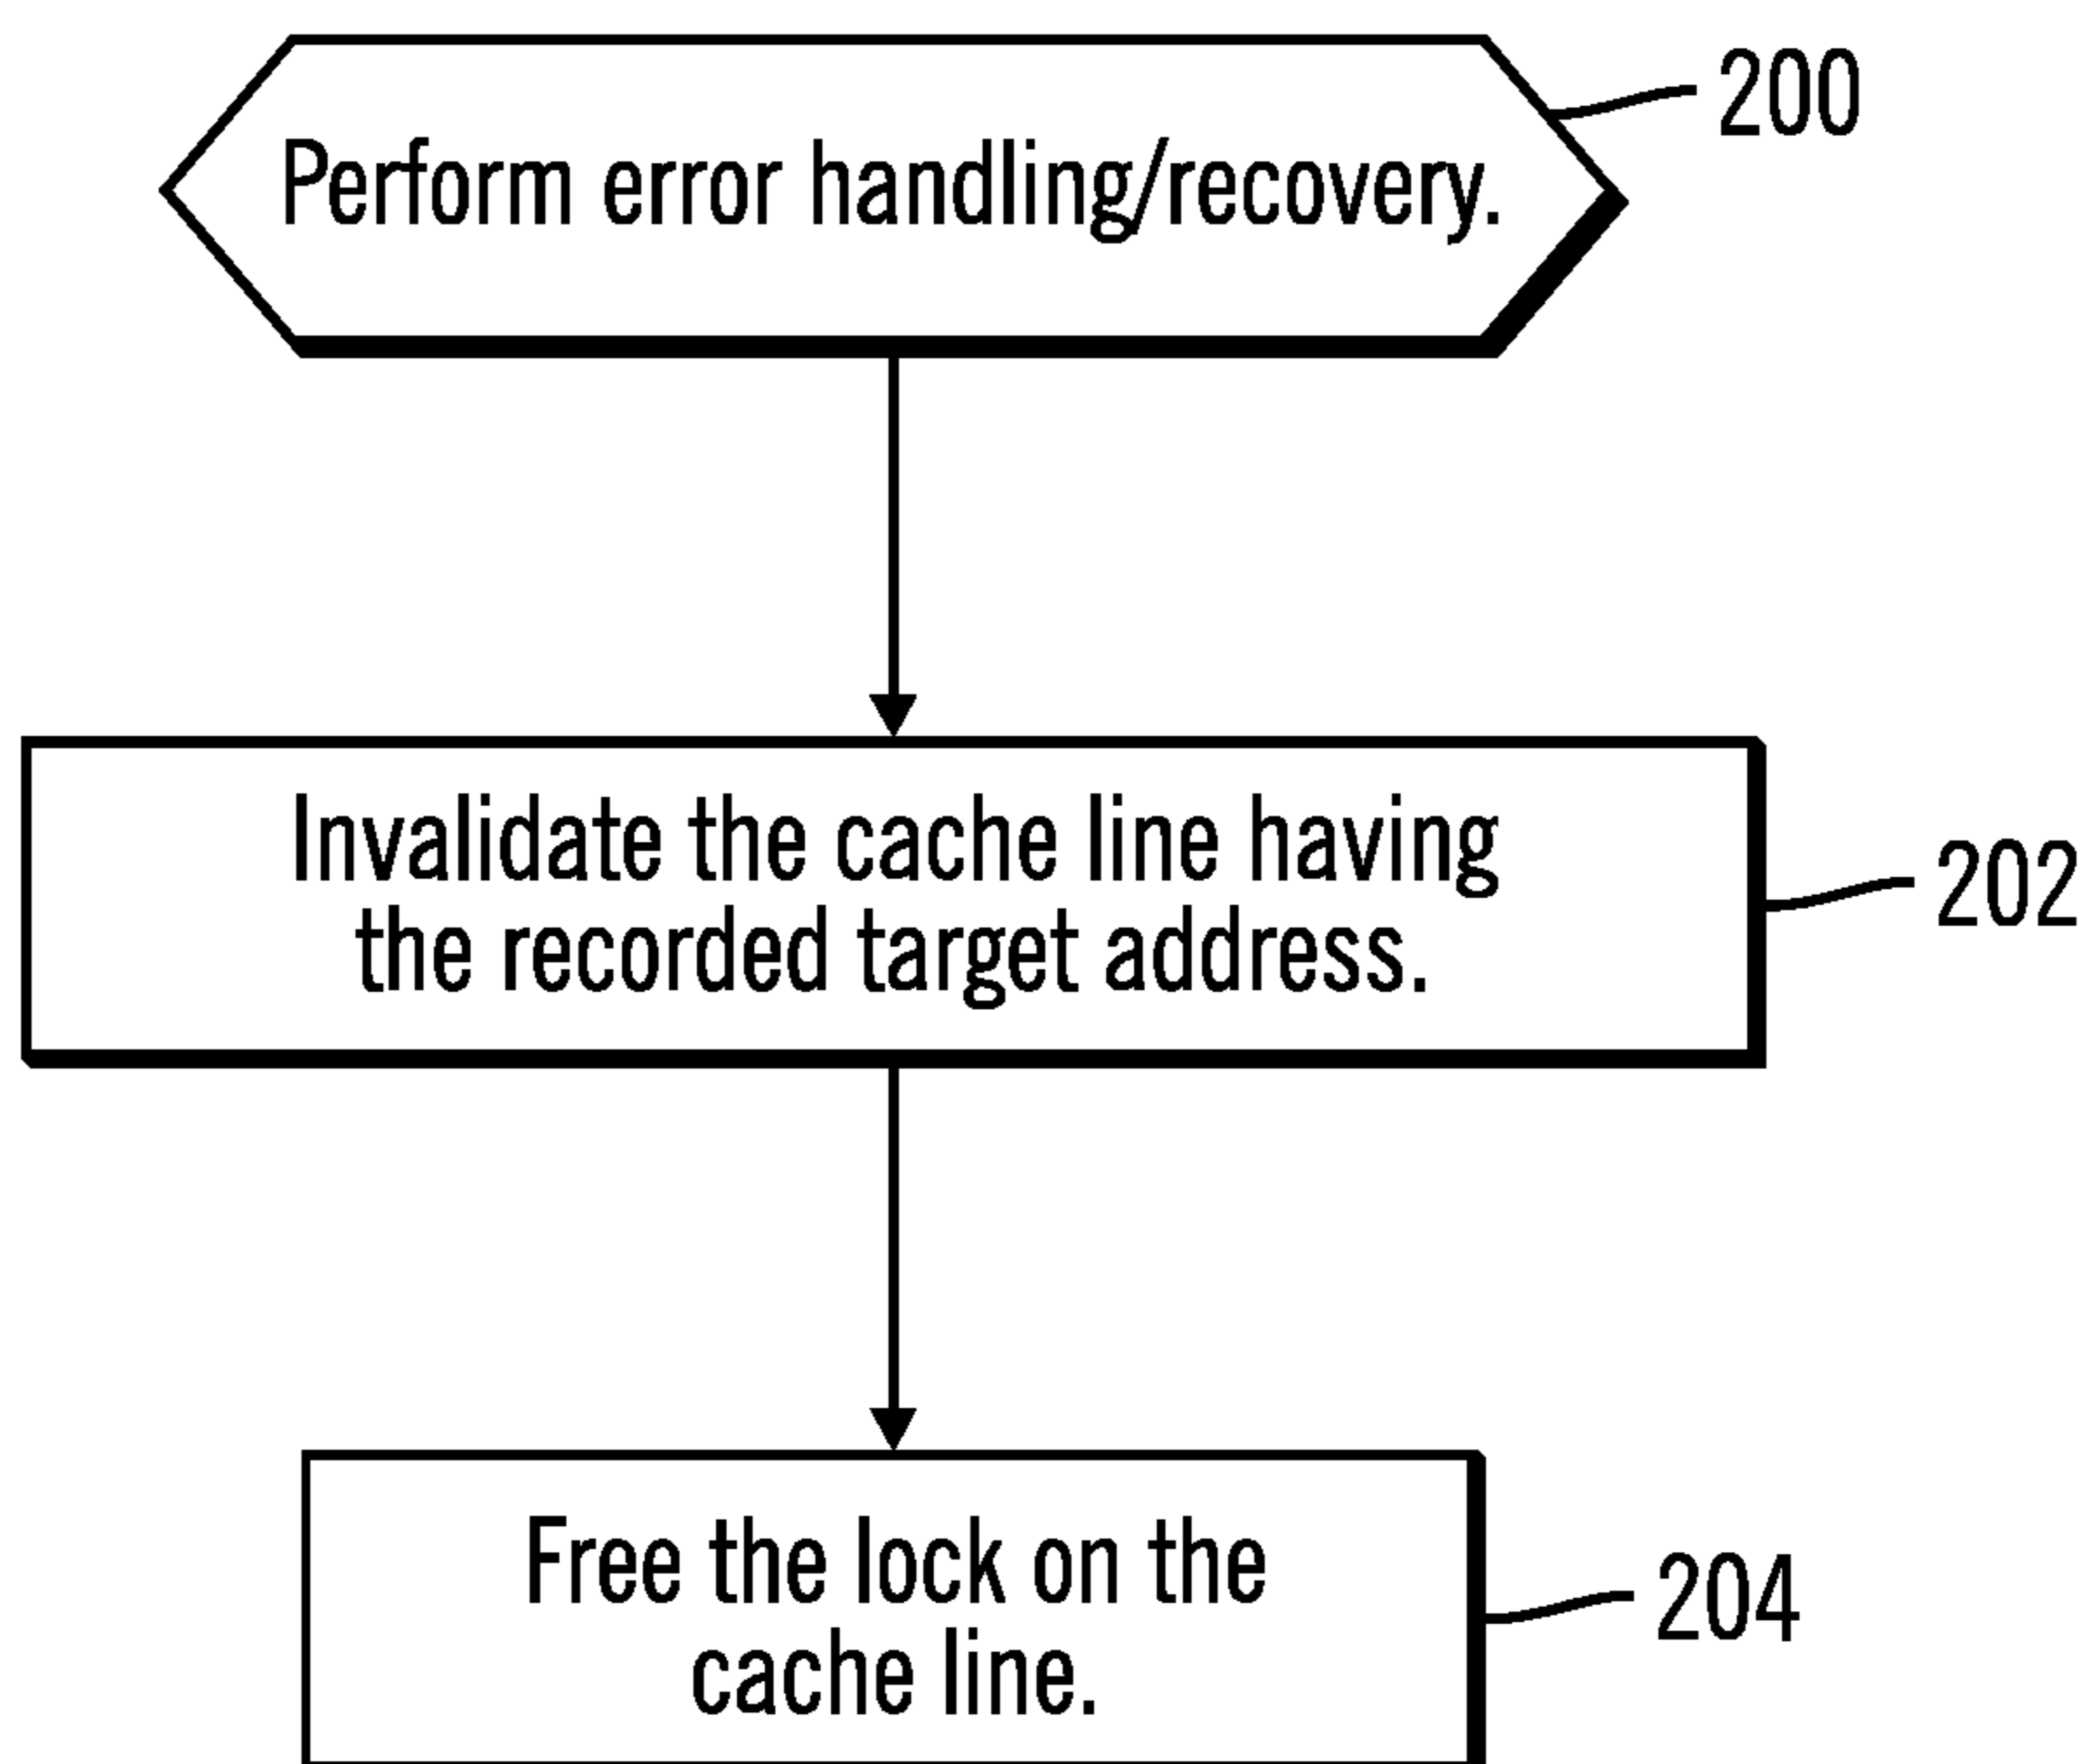 Perform error handling/recovery.
200
Invalidate the cache line having
the recorded target address.
202
Free the lock on the
cache line.
204